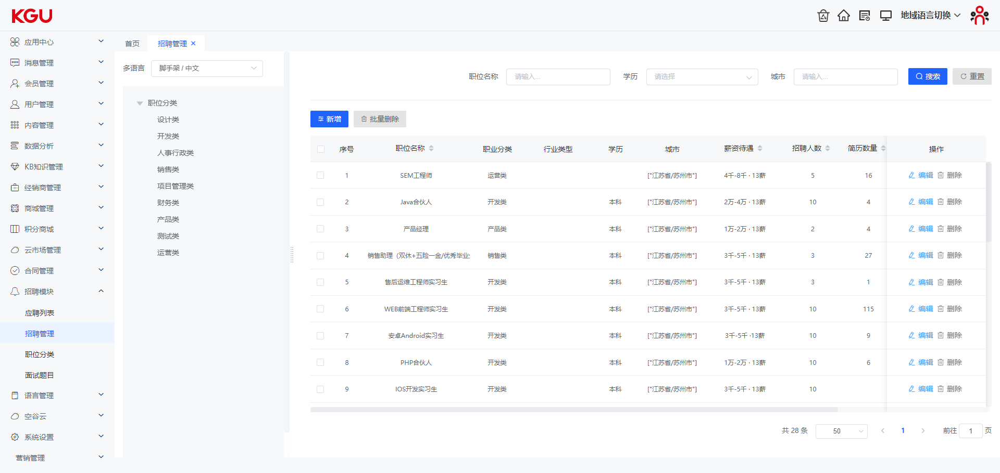 KGU
地域语言切换
应用中心
消息管理
会员管理
用户管理
内容管理
数据分析
KB知识管理
经销商管理
商城管理
积分商城
云市场管理
合同管理
招聘模块
应聘列表
招聘管理
职位分类
面试题目
语言管理
空谷云
系统设置
营销管理
首页 招聘管理
多语言 脚手架 / 中文
职位分类
设计类
开发类
人事行政类
销售类
项目管理类
财务类
产品类
测试类
运营类
职位名称 请输入... 学历 请选择 城市 请输入... 搜索 重置
新增 批量删除
序号 职位名称 职业分类 行业类型 学历 城市 薪资待遇 招聘人数 简历数量 操作
1 SEM工程师 运营类 ["江苏省/苏州市"] 4千-8千 · 13薪 5 16 编辑 删除
2 Java合伙人 开发类 本科 ["江苏省/苏州市"] 2万-4万 · 13薪 10 4 编辑 删除
3 产品经理 产品类 本科 ["江苏省/苏州市"] 1万-2万 · 13薪 2 4 编辑 删除
4 销售助理（双休+五险一金/优秀毕业 销售类 本科 ["江苏省/苏州市"] 3千-5千 · 13薪 3 27 编辑 删除
5 售后运维工程师实习生 开发类 本科 ["江苏省/苏州市"] 3千-5千 · 13薪 3 1 编辑 删除
6 WEB前端工程师实习生 开发类 本科 ["江苏省/苏州市"] 3千-5千 · 13薪 10 115 编辑 删除
7 安卓Android实习生 开发类 本科 ["江苏省/苏州市"] 3千-5千 ·13薪 10 9 编辑 删除
8 PHP合伙人 开发类 本科 ["江苏省/苏州市"] 1万-2万 · 13薪 10 6 编辑 删除
9 IOS开发实习生 开发类 本科 ["江苏省/苏州市"] 3千-5千 · 13薪 10 编辑 删除
共 28 条 50 1 前往 1 页